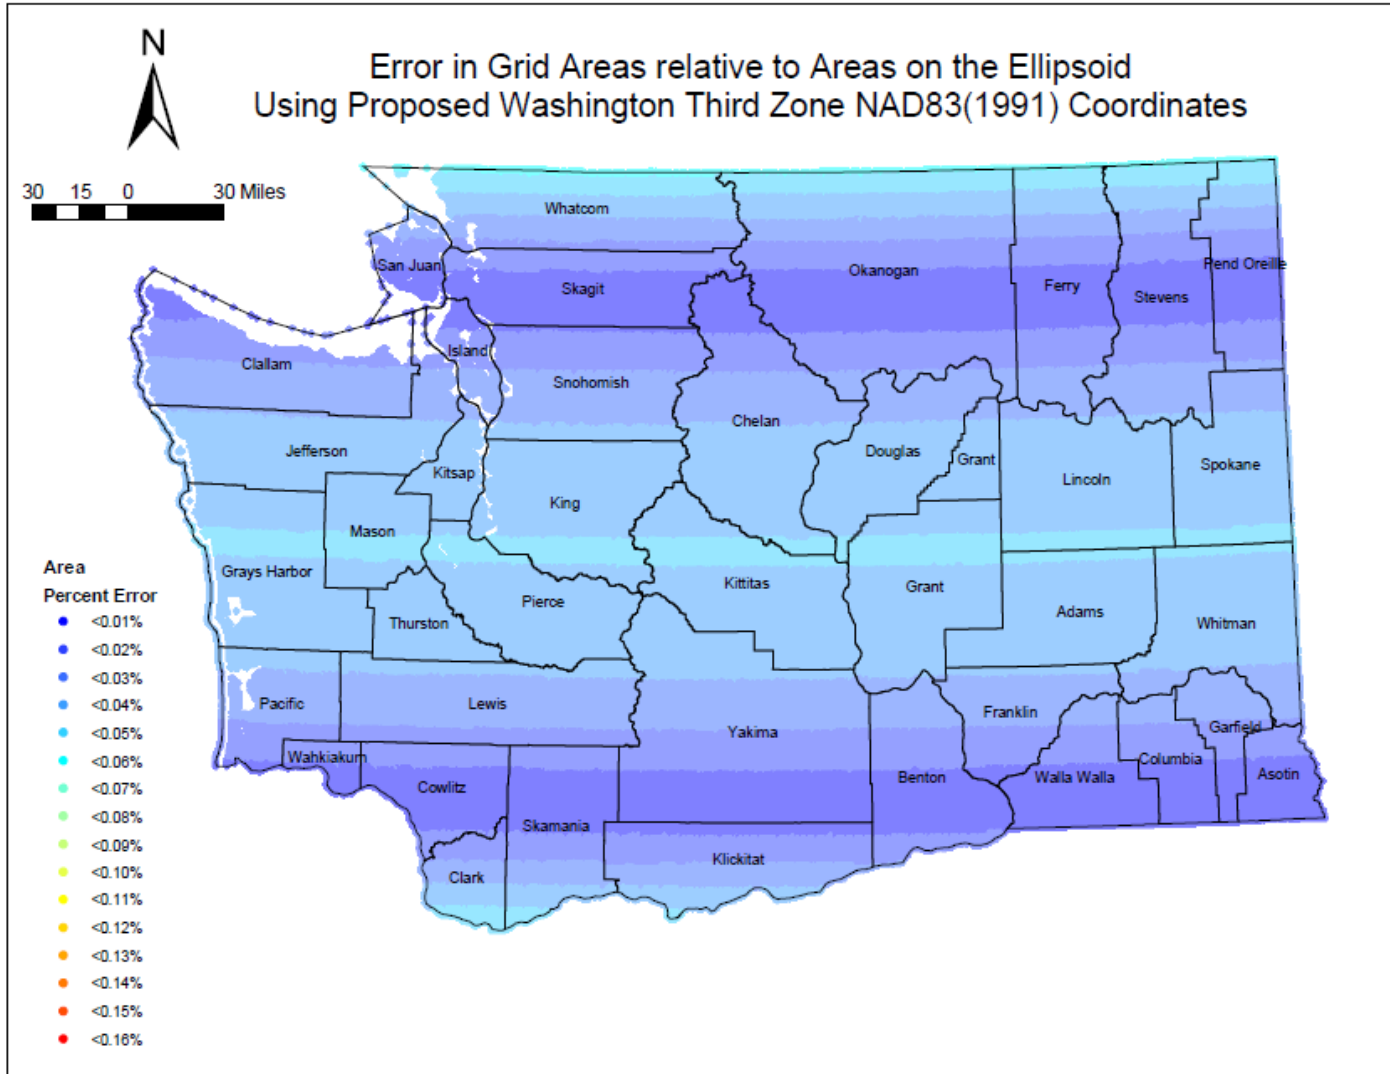 N
Error in Grid Areas relative to Areas on the Ellipsoid
Using Proposed Washington Third Zone NAD83(1991) Coordinates
30 15 0 30 Miles
Whatcom
San Juan
Skagit
Okanogan
Ferry
Stevens
Pend Oreille
Clallam
Island
Snohomish
Chelan
Jefferson
Kitsap
King
Douglas
Grant
Lincoln
Spokane
Mason
Grays Harbor
Thurston
Pierce
Kittitas
Grant
Adams
Whitman
Pacific
Lewis
Yakima
Franklin
Garfield
Wahkiakum
Cowlitz
Skamania
Benton
Walla Walla
Columbia
Asotin
Clark
Klickitat
Area
Percent Error
<0.01%
<0.02%
<0.03%
<0.04%
<0.05%
<0.06%
<0.07%
<0.08%
<0.09%
<0.10%
<0.11%
<0.12%
<0.13%
<0.14%
<0.15%
<0.16%